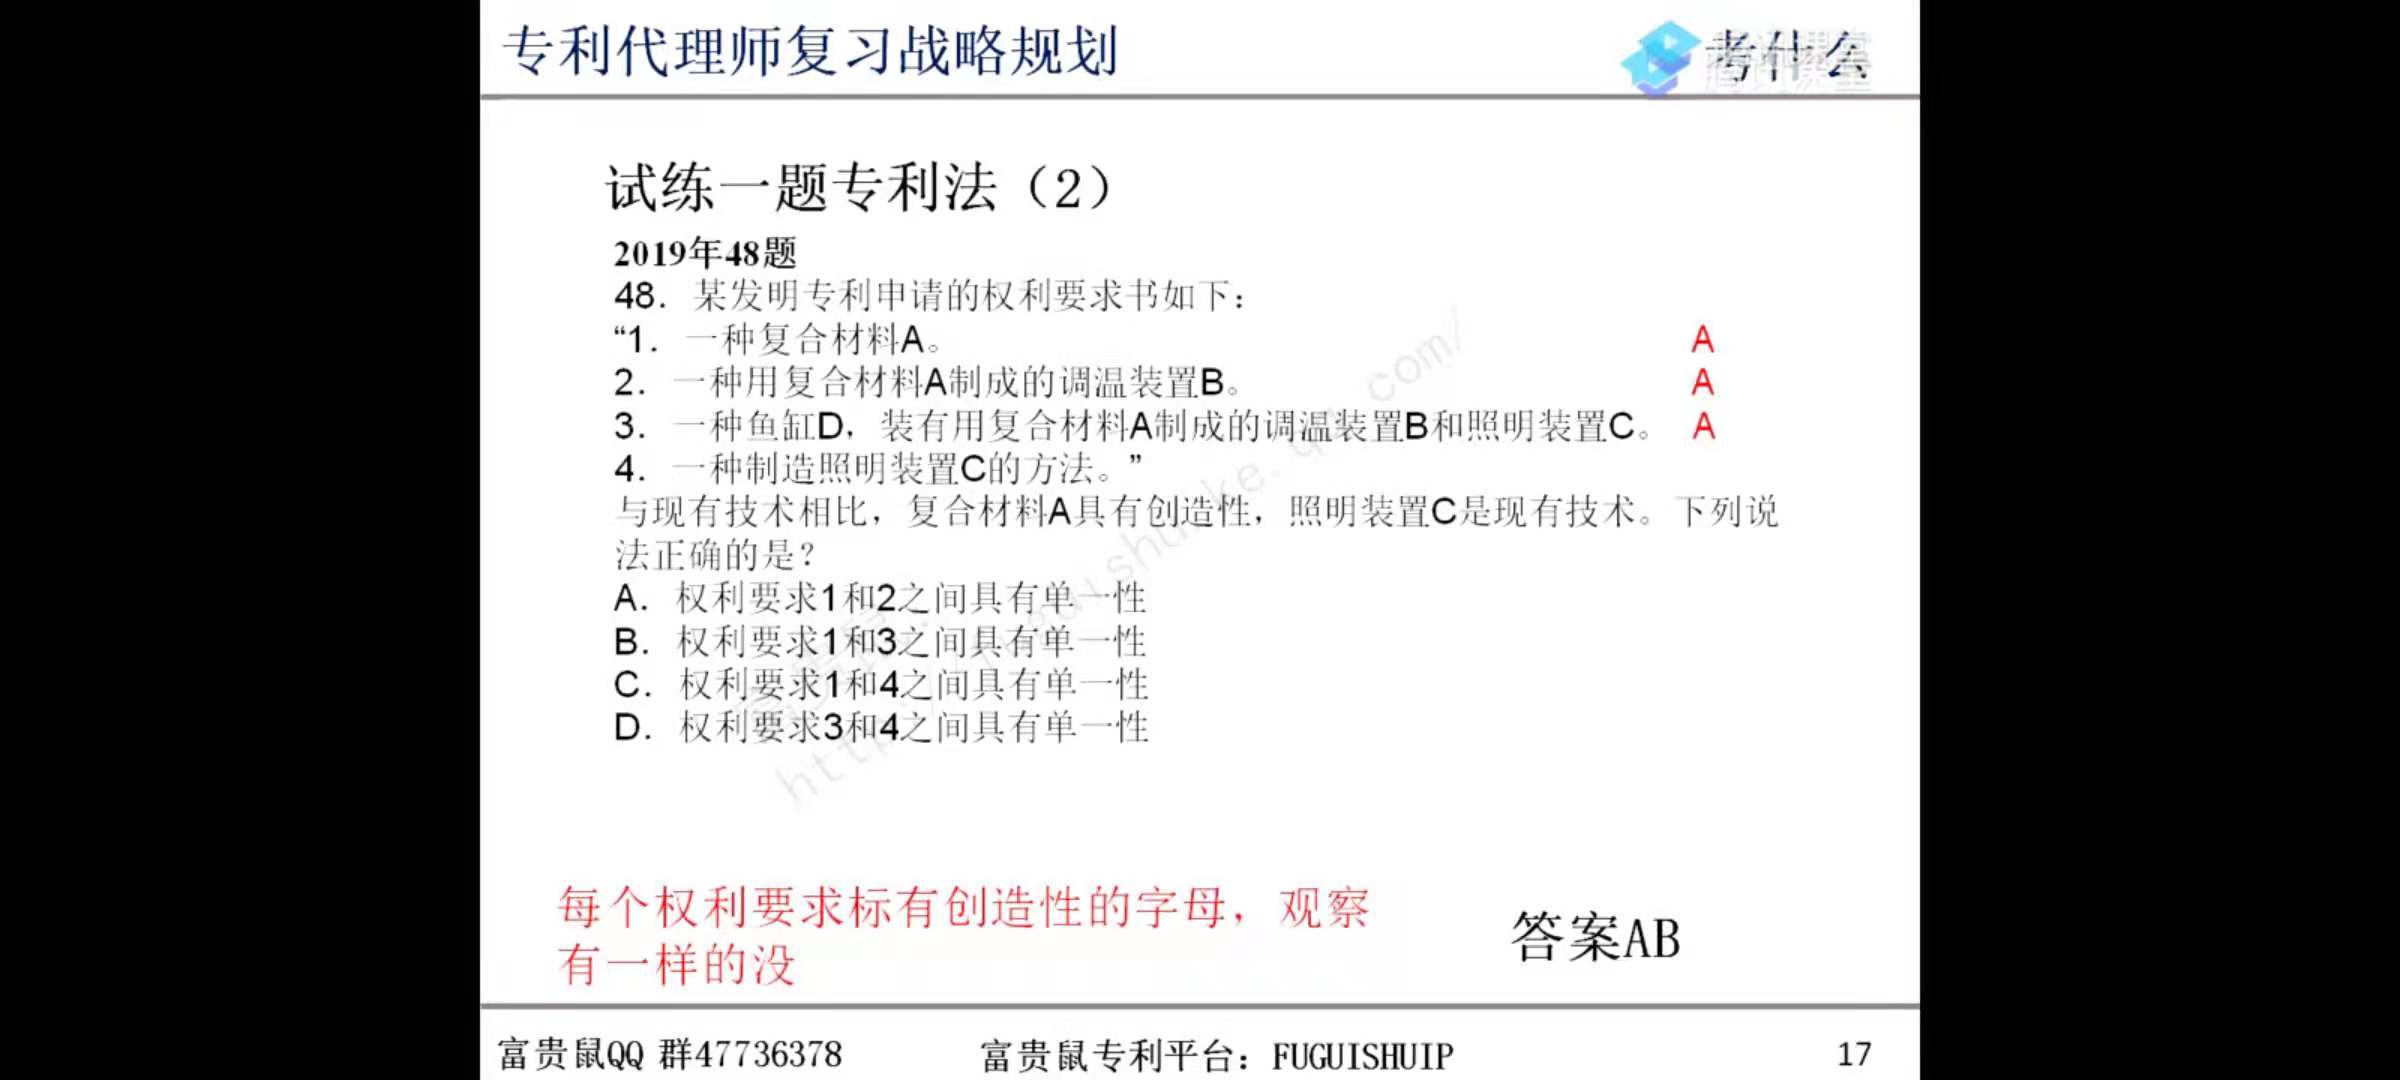 专利代理师复习战略规划
考什么
试练一题专利法（2）
2019年48题
48. 某发明专利申请的权利要求书如下：
“1. 一种复合材料A。 A
2. 一种用复合材料A制成的调温装置B。 A
3. 一种鱼缸D，装有用复合材料A制成的调温装置B和照明装置C。 A
4. 一种制造照明装置C的方法。”
与现有技术相比，复合材料A具有创造性，照明装置C是现有技术。下列说
法正确的是？
A. 权利要求1和2之间具有单一性
B. 权利要求1和3之间具有单一性
C. 权利要求1和4之间具有单一性
D. 权利要求3和4之间具有单一性
每个权利要求标有创造性的字母，观察
有一样的没
答案AB
富贵鼠QQ 群47736378
富贵鼠专利平台：FUGUISHUIP
17